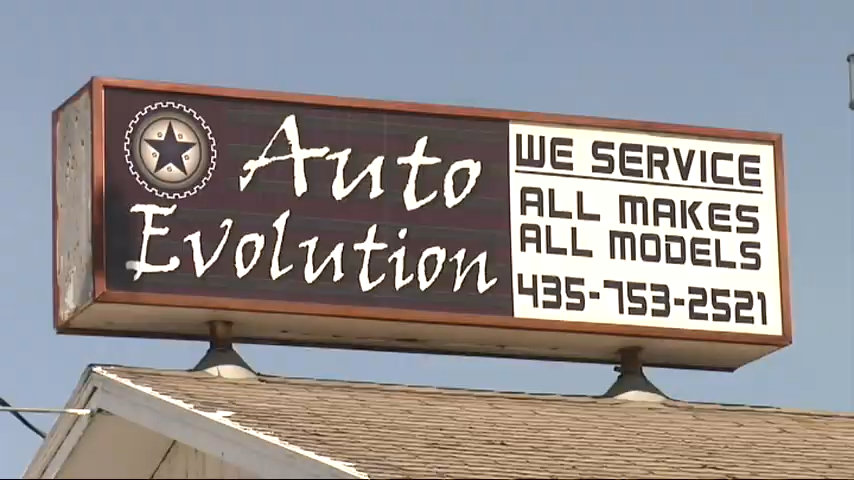 Auto
Evolution
WE SERVICE
ALL MAKES
ALL MODELS
435-753-2521